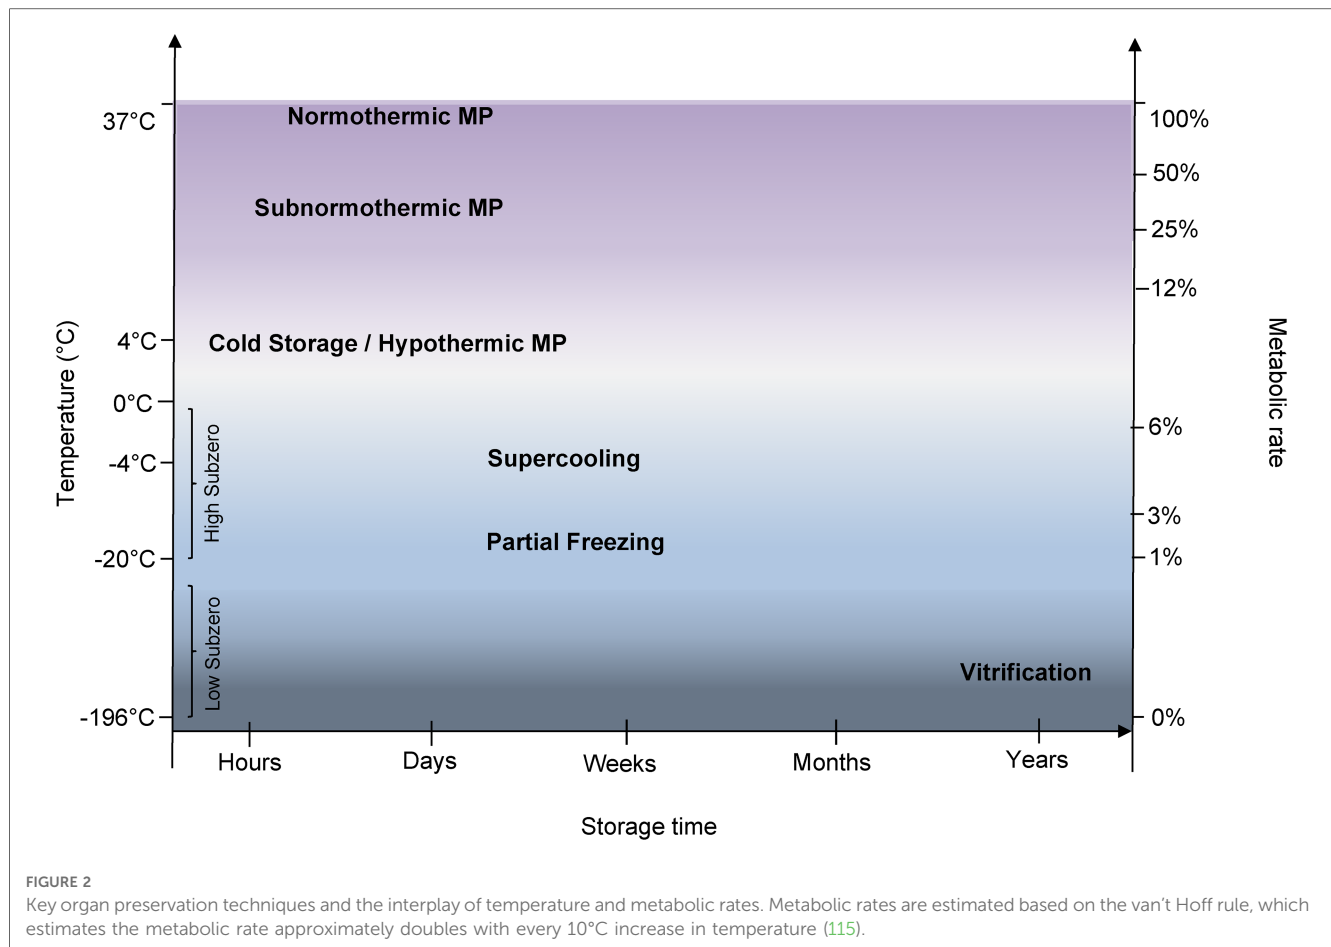 37°C
4°C
0°C
-4°C
-20°C
-196°C
Temperature (°C)
High Subzero
Low Subzero
Normothermic MP
Subnormothermic MP
Cold Storage / Hypothermic MP
Supercooling
Partial Freezing
Vitrification
100%
50%
25%
12%
6%
3%
1%
0%
Metabolic rate
Hours
Days
Weeks
Months
Years
Storage time
FIGURE 2
Key organ preservation techniques and the interplay of temperature and metabolic rates. Metabolic rates are estimated based on the van’t Hoff rule, which
estimates the metabolic rate approximately doubles with every 10°C increase in temperature (115).